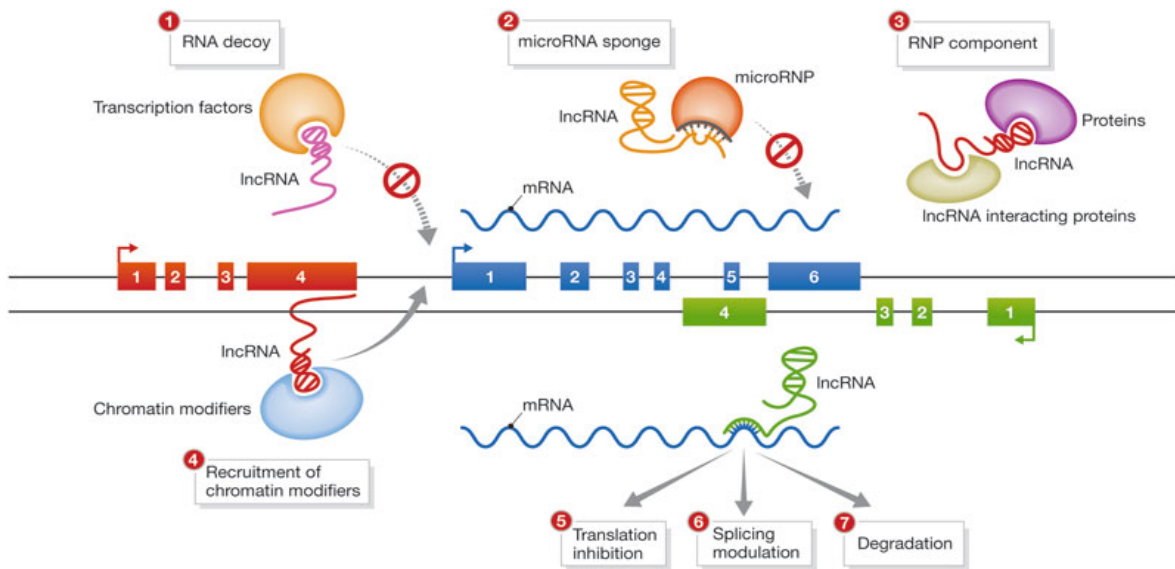 1
RNA decoy
Transcription factors
lncRNA
2
microRNA sponge
microRNP
lncRNA
3
RNP component
Proteins
lncRNA
lncRNA interacting proteins
mRNA
1 2 3 4
1 2 3 4 5 6
4 3 2 1
lncRNA
Chromatin modifiers
4
Recruitment of
chromatin modifiers
lncRNA
mRNA
5
Translation
inhibition
6
Splicing
modulation
7
Degradation